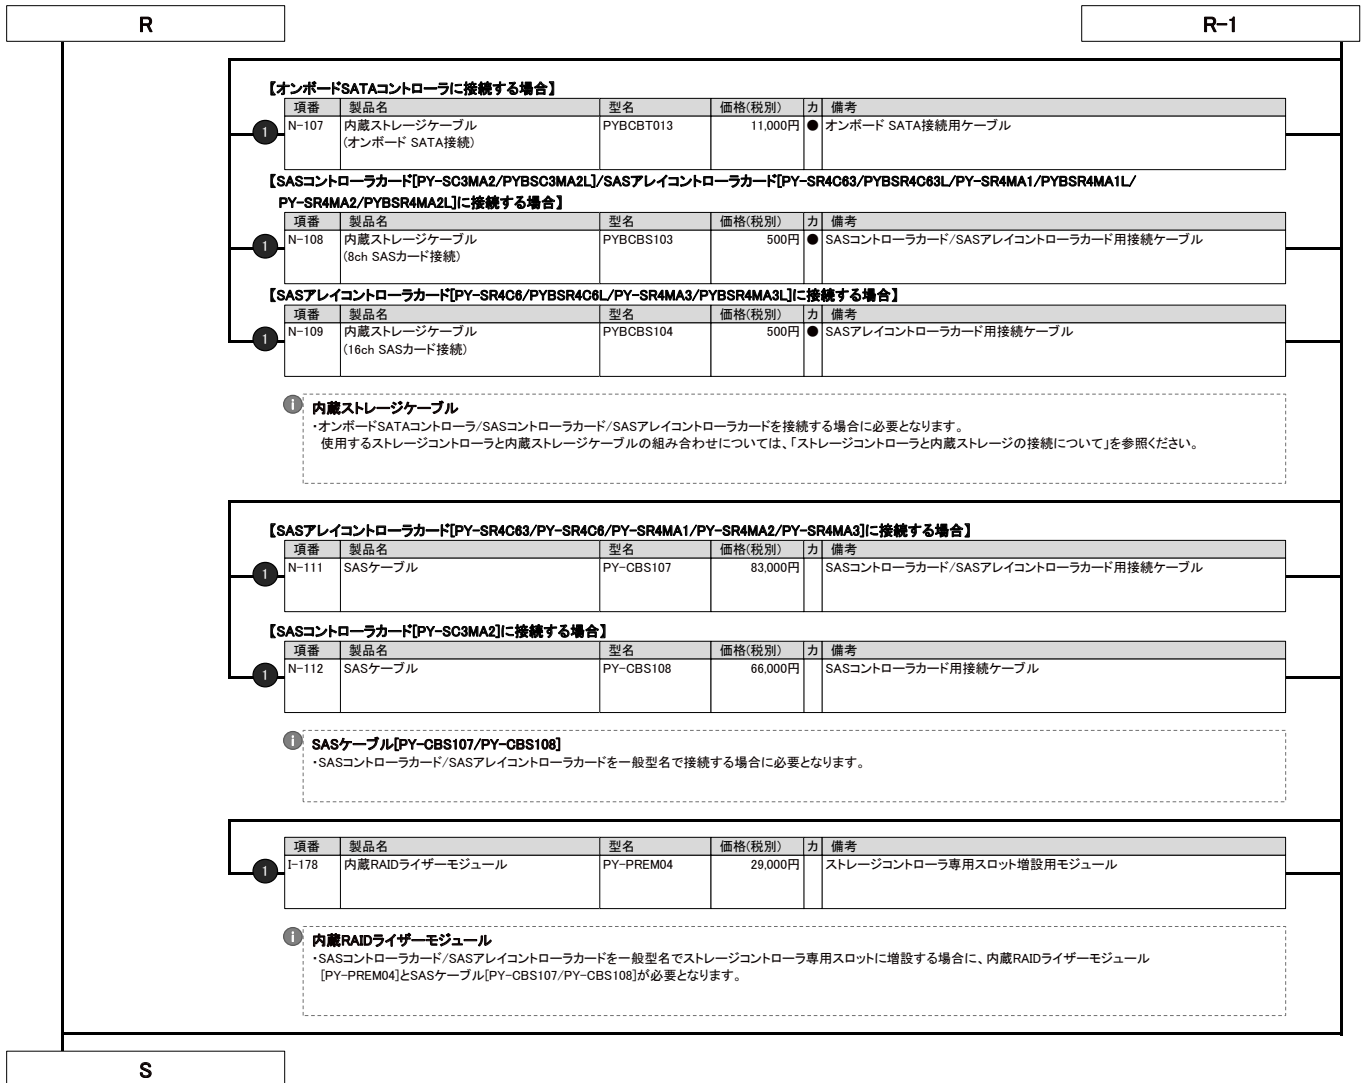 R
R-1
【オンボードSATAコントローラに接続する場合】
項番 製品名 型名 価格(税別) カ 備考
1 N-107 内蔵ストレージケーブル PYBCBT013 11,000円 ● オンボード SATA接続用ケーブル
(オンボード SATA接続)
【SASコントローラカード[PY-SC3MA2/PYBSC3MA2L]/SASアレイコントローラカード[PY-SR4C63/PYBSR4C63L/PY-SR4MA1/PYBSR4MA1L/
PY-SR4MA2/PYBSR4MA2L]に接続する場合】
項番 製品名 型名 価格(税別) カ 備考
1 N-108 内蔵ストレージケーブル PYBCBS103 500円 ● SASコントローラカード/SASアレイコントローラカード用接続ケーブル
(8ch SASカード接続)
【SASアレイコントローラカード[PY-SR4C6/PYBSR4C6L/PY-SR4MA3/PYBSR4MA3L]に接続する場合】
項番 製品名 型名 価格(税別) カ 備考
1 N-109 内蔵ストレージケーブル PYBCBS104 500円 ● SASアレイコントローラカード用接続ケーブル
(16ch SASカード接続)
i 内蔵ストレージケーブル
・オンボードSATAコントローラ/SASコントローラカード/SASアレイコントローラカードを接続する場合に必要となります。
使用するストレージコントローラと内蔵ストレージケーブルの組み合わせについては、「ストレージコントローラと内蔵ストレージの接続について」を参照ください。
【SASアレイコントローラカード[PY-SR4C63/PY-SR4C6/PY-SR4MA1/PY-SR4MA2/PY-SR4MA3]に接続する場合】
項番 製品名 型名 価格(税別) カ 備考
1 N-111 SASケーブル PY-CBS107 83,000円 SASコントローラカード/SASアレイコントローラカード用接続ケーブル
【SASコントローラカード[PY-SC3MA2]に接続する場合】
項番 製品名 型名 価格(税別) カ 備考
1 N-112 SASケーブル PY-CBS108 66,000円 SASコントローラカード用接続ケーブル
i SASケーブル[PY-CBS107/PY-CBS108]
・SASコントローラカード/SASアレイコントローラカードを一般型名で接続する場合に必要となります。
項番 製品名 型名 価格(税別) カ 備考
1 I-178 内蔵RAIDライザーモジュール PY-PREM04 29,000円 ストレージコントローラ専用スロット増設用モジュール
i 内蔵RAIDライザーモジュール
・SASコントローラカード/SASアレイコントローラカードを一般型名でストレージコントローラ専用スロットに増設する場合に、内蔵RAIDライザーモジュール
[PY-PREM04]とSASケーブル[PY-CBS107/PY-CBS108]が必要となります。
S